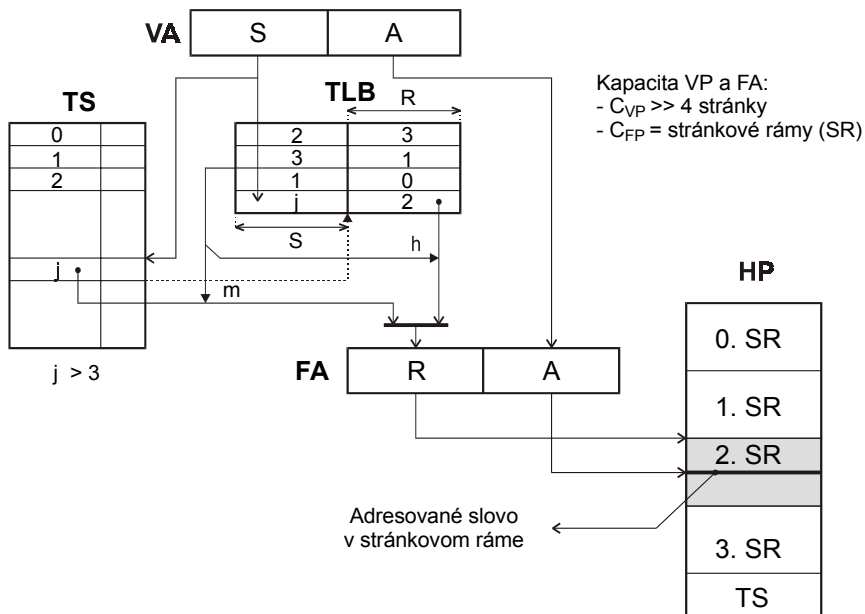 VA
S
A
Kapacita VP a FA:
- C_VP >> 4 stránky
- C_FP = stránkové rámy (SR)
TS
TLB
R
0
1
2
j
j > 3
2
3
3
1
1
0
j
2
S
h
m
FA
R
A
HP
0. SR
1. SR
2. SR
3. SR
TS
Adresované slovo
v stránkovom ráme